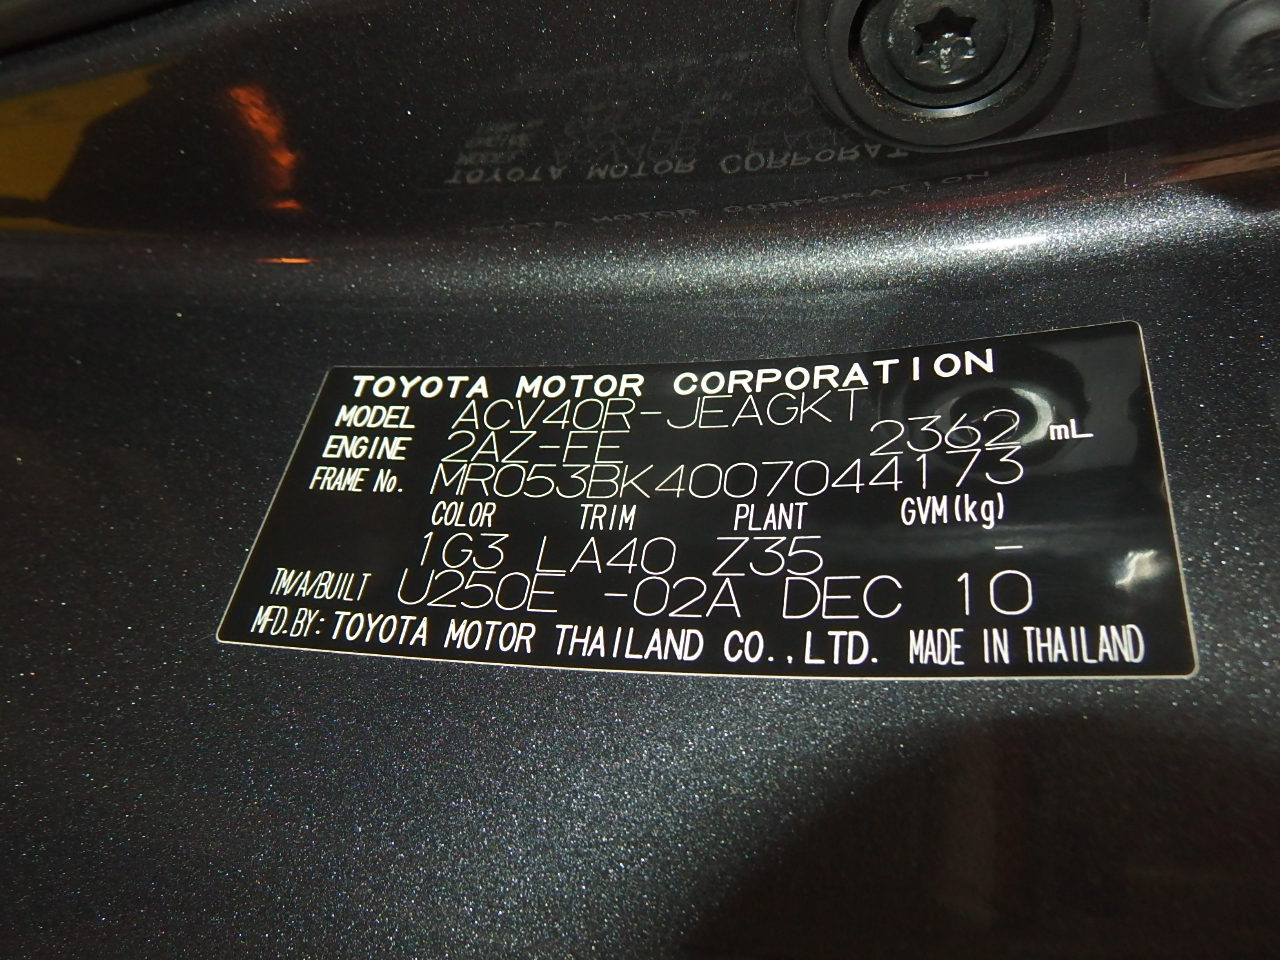 TOYOTA MOTOR CORPORATION
MODEL ACV40R-JEAGKT
ENGINE 2AZ-FE 2362 mL
FRAME No. MR053BK4007044173
COLOR TRIM PLANT GVM(kg)
1G3 LA40 Z35 –
TM/A/BUILT U250E -02A DEC 10
MFD.BY: TOYOTA MOTOR THAILAND CO.,LTD. MADE IN THAILAND